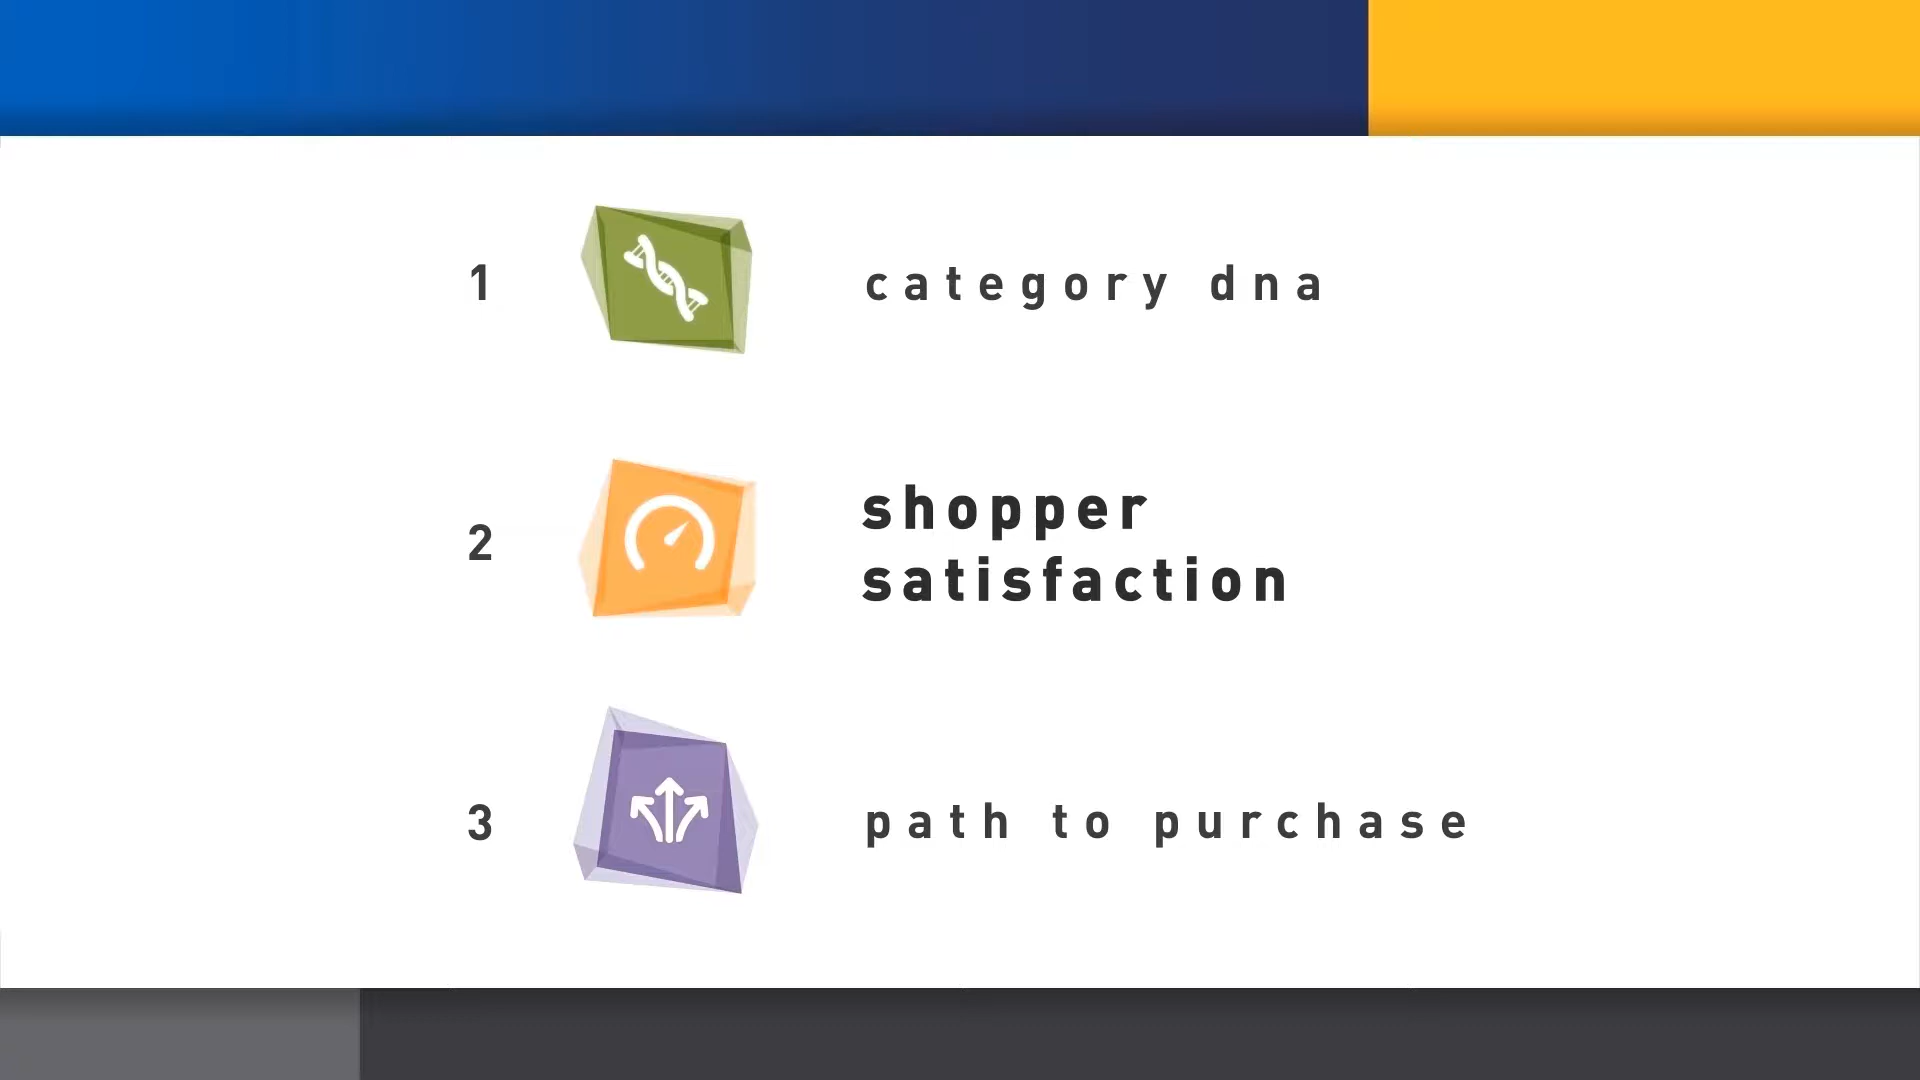 1 category dna
2 shopper
satisfaction
3 path to purchase